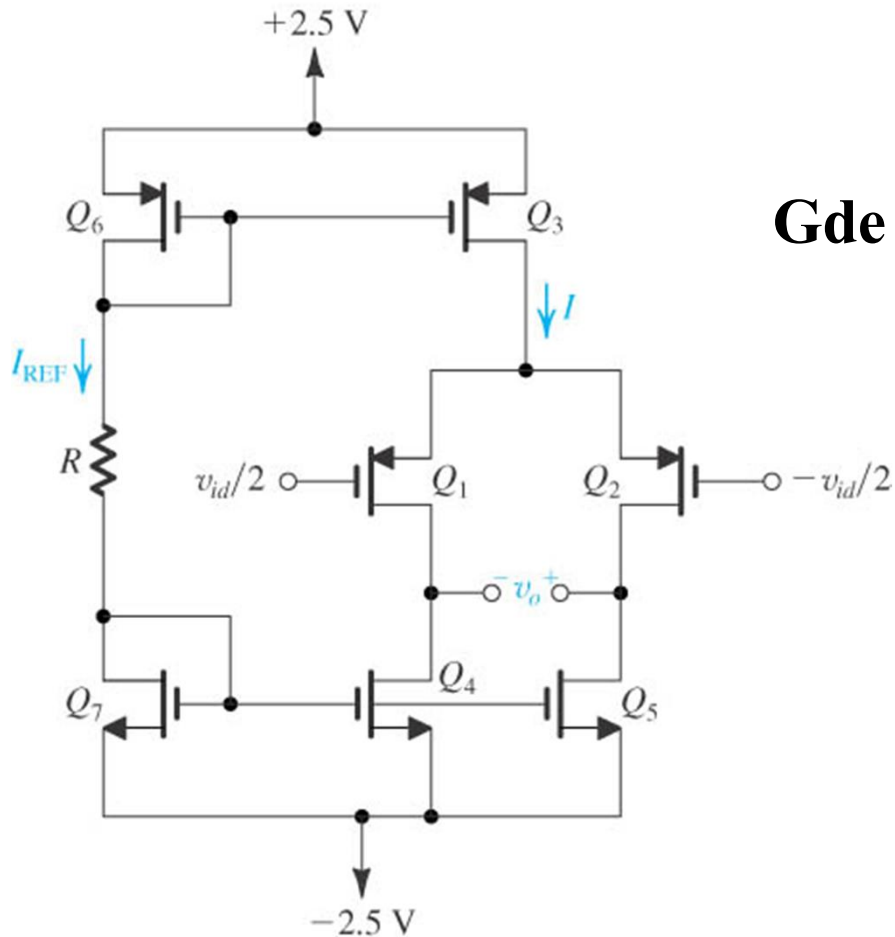 +2.5 V
Q6
Q3
Gde
I
IREF
R
vid/2
Q1
Q2
−vid/2
− vo +
Q4
Q7
Q5
−2.5 V